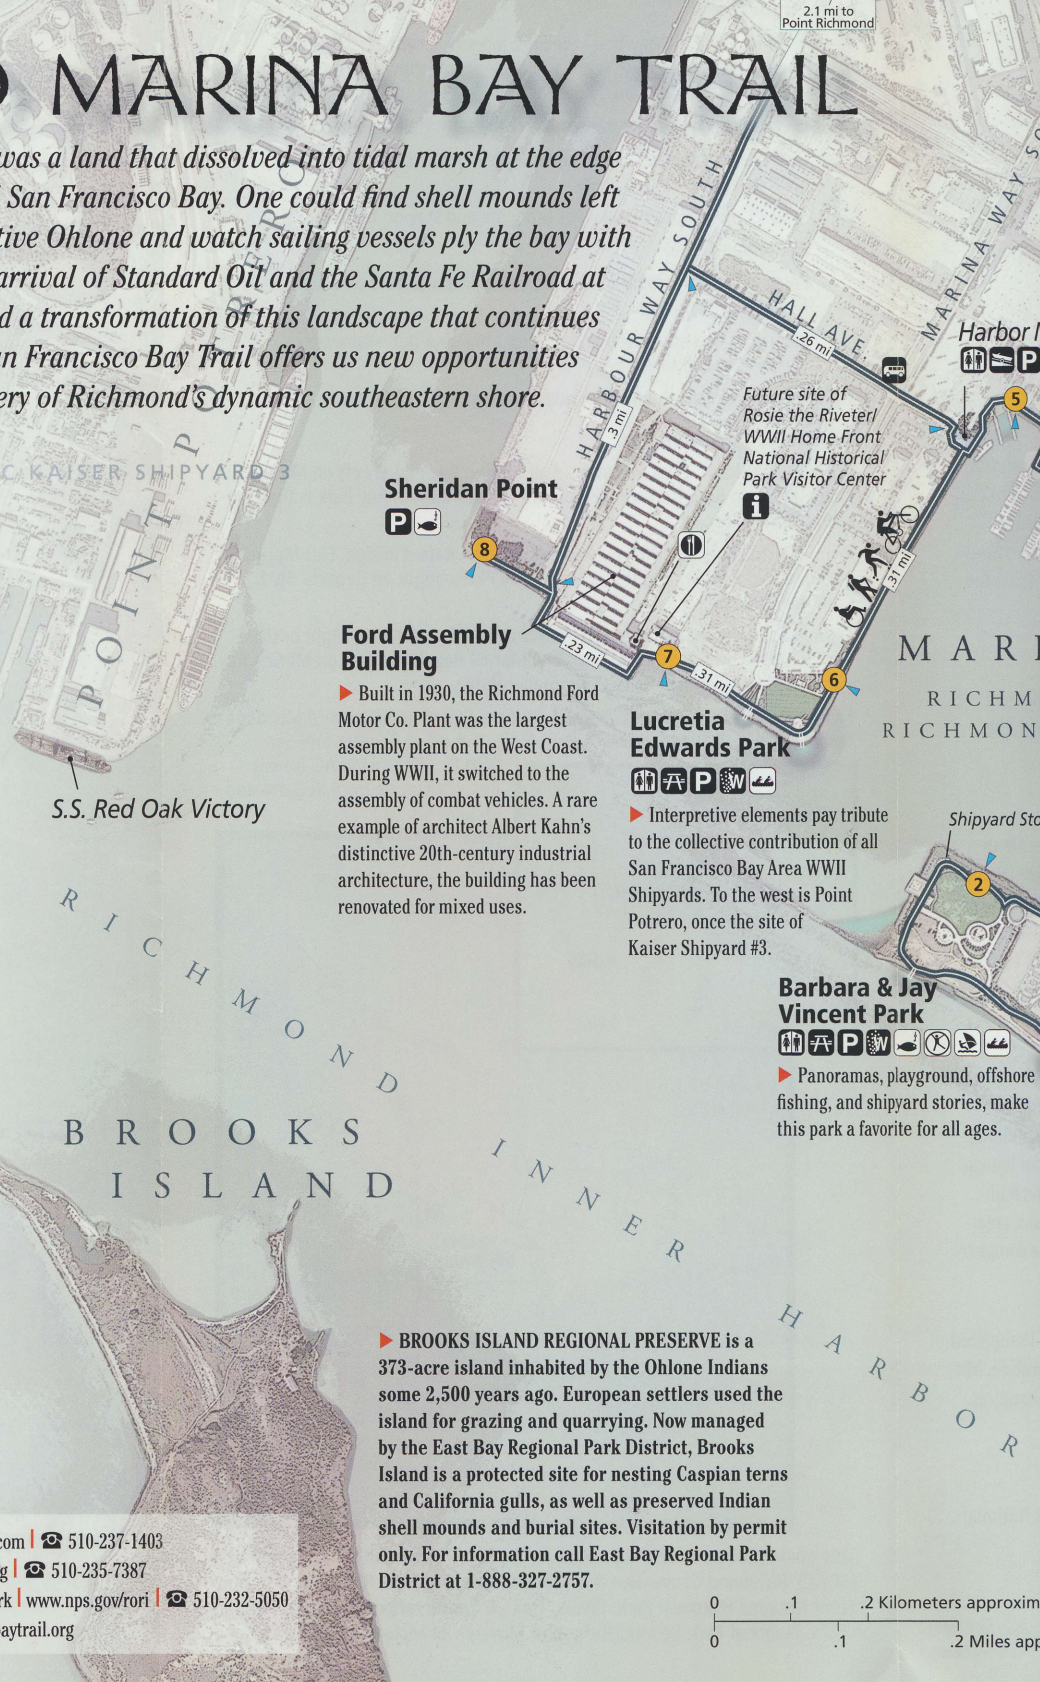 2.1 mi to
Point Richmond
MARINA BAY TRAIL
was a land that dissolved into tidal marsh at the edge
San Francisco Bay. One could find shell mounds left
tive Ohlone and watch sailing vessels ply the bay with
arrival of Standard Oil and the Santa Fe Railroad at
d a transformation of this landscape that continues
an Francisco Bay Trail offers us new opportunities
ery of Richmond's dynamic southeastern shore.
HARBOUR WAY SOUTH
MARINA WAY SO
HALL AVE.
.26 mi
.3 mi
Harbor
P
5
Future site of
Rosie the Riveter/
WWII Home Front
National Historical
Park Visitor Center
i
C KAISER SHIPYARD 3
POINT POTRERO
Sheridan Point
P
8
.31 mi
Ford Assembly
Building
.23 mi
7
.31 mi
6
▶ Built in 1930, the Richmond Ford
Motor Co. Plant was the largest
assembly plant on the West Coast.
During WWII, it switched to the
assembly of combat vehicles. A rare
example of architect Albert Kahn's
distinctive 20th-century industrial
architecture, the building has been
renovated for mixed uses.
MAR
RICHM
RICHMON
Lucretia
Edwards Park
P W
▶ Interpretive elements pay tribute
to the collective contribution of all
San Francisco Bay Area WWII
Shipyards. To the west is Point
Potrero, once the site of
Kaiser Shipyard #3.
S.S. Red Oak Victory
Shipyard Sto
2
Barbara & Jay
Vincent Park
P W
▶ Panoramas, playground, offshore
fishing, and shipyard stories, make
this park a favorite for all ages.
RICHMOND INNER HARBOR
BROOKS
ISLAND
▶ BROOKS ISLAND REGIONAL PRESERVE is a
373-acre island inhabited by the Ohlone Indians
some 2,500 years ago. European settlers used the
island for grazing and quarrying. Now managed
by the East Bay Regional Park District, Brooks
Island is a protected site for nesting Caspian terns
and California gulls, as well as preserved Indian
shell mounds and burial sites. Visitation by permit
only. For information call East Bay Regional Park
District at 1-888-327-2757.
com | ☎ 510-237-1403
g | ☎ 510-235-7387
rk | www.nps.gov/rori | ☎ 510-232-5050
baytrail.org
0 .1 .2 Kilometers approxim
0 .1 .2 Miles app